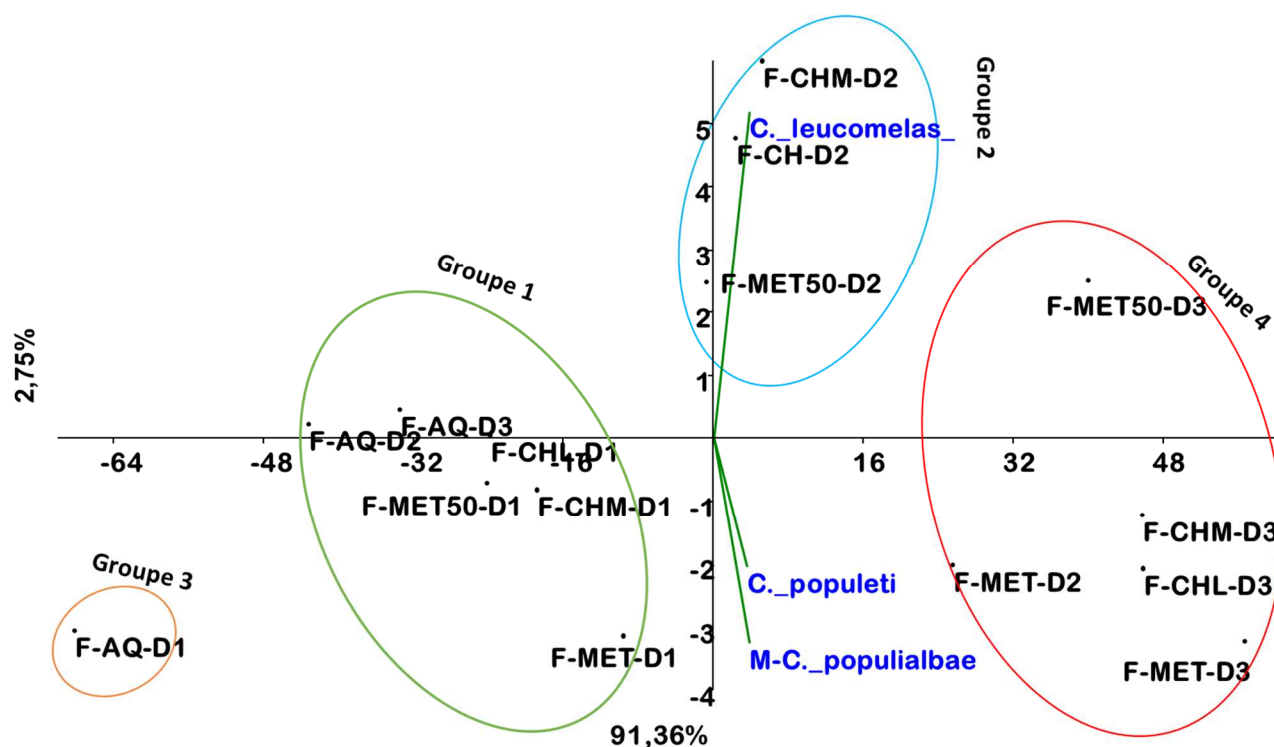 F-CHM-D2
Groupe 2
5
C._leucomelas_
F-CH-D2
4
3
F-MET50-D2
2
1
Groupe 1
Groupe 4
F-MET50-D3
2,75%
F-AQ-D3
F-AQ-D2
F-CHL-D1
-64
-48
-32
-16
16
32
48
F-MET50-D1
F-CHM-D1
-1
F-CHM-D3
-2
C._populeti
F-MET-D2
F-CHL-D3
Groupe 3
F-AQ-D1
F-MET-D1
-3
M-C._populialbae
F-MET-D3
-4
91,36%